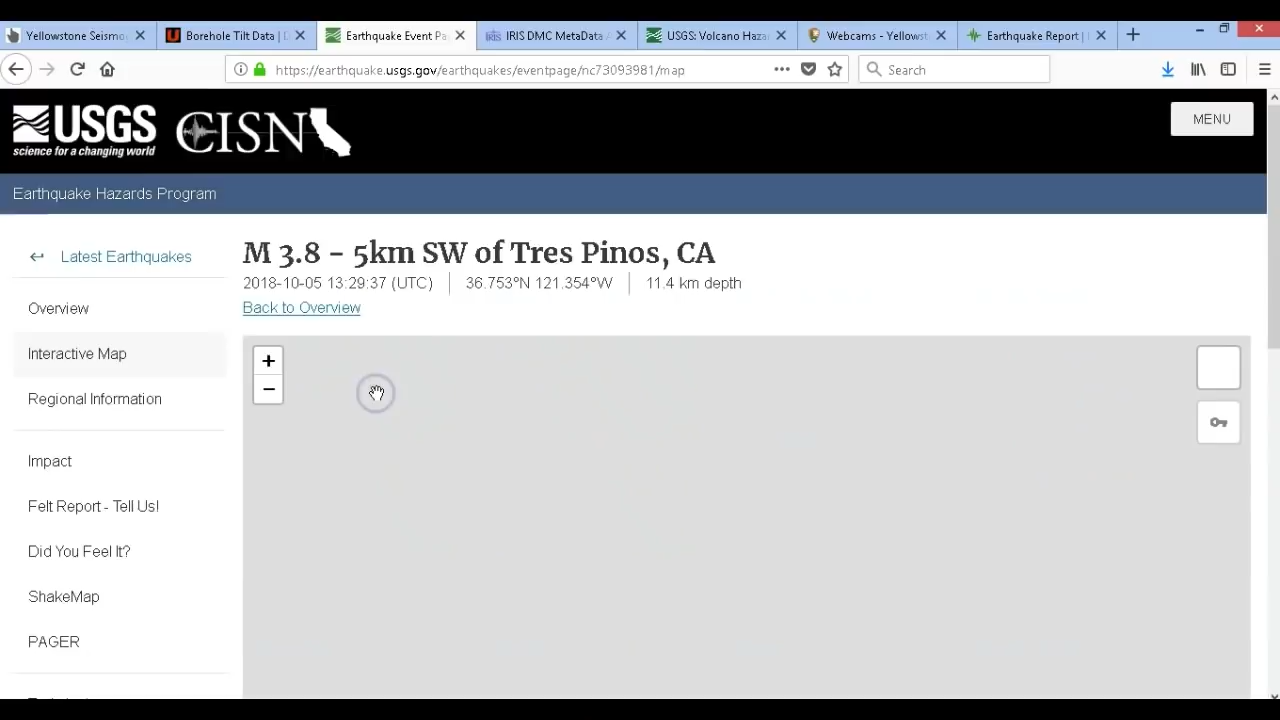 Yellowstone Seismo
Borehole Tilt Data |
Earthquake Event Pa
IRIS DMC MetaData
USGS: Volcano Haza
Webcams - Yellowst
Earthquake Report |
https://earthquake.usgs.gov/earthquakes/eventpage/nc73093981/map
Search
USGS
science for a changing world
CISN
MENU
Earthquake Hazards Program
Latest Earthquakes
M 3.8 - 5km SW of Tres Pinos, CA
2018-10-05 13:29:37 (UTC)
36.753°N 121.354°W
11.4 km depth
Back to Overview
Overview
Interactive Map
Regional Information
Impact
Felt Report - Tell Us!
Did You Feel It?
ShakeMap
PAGER
+
−